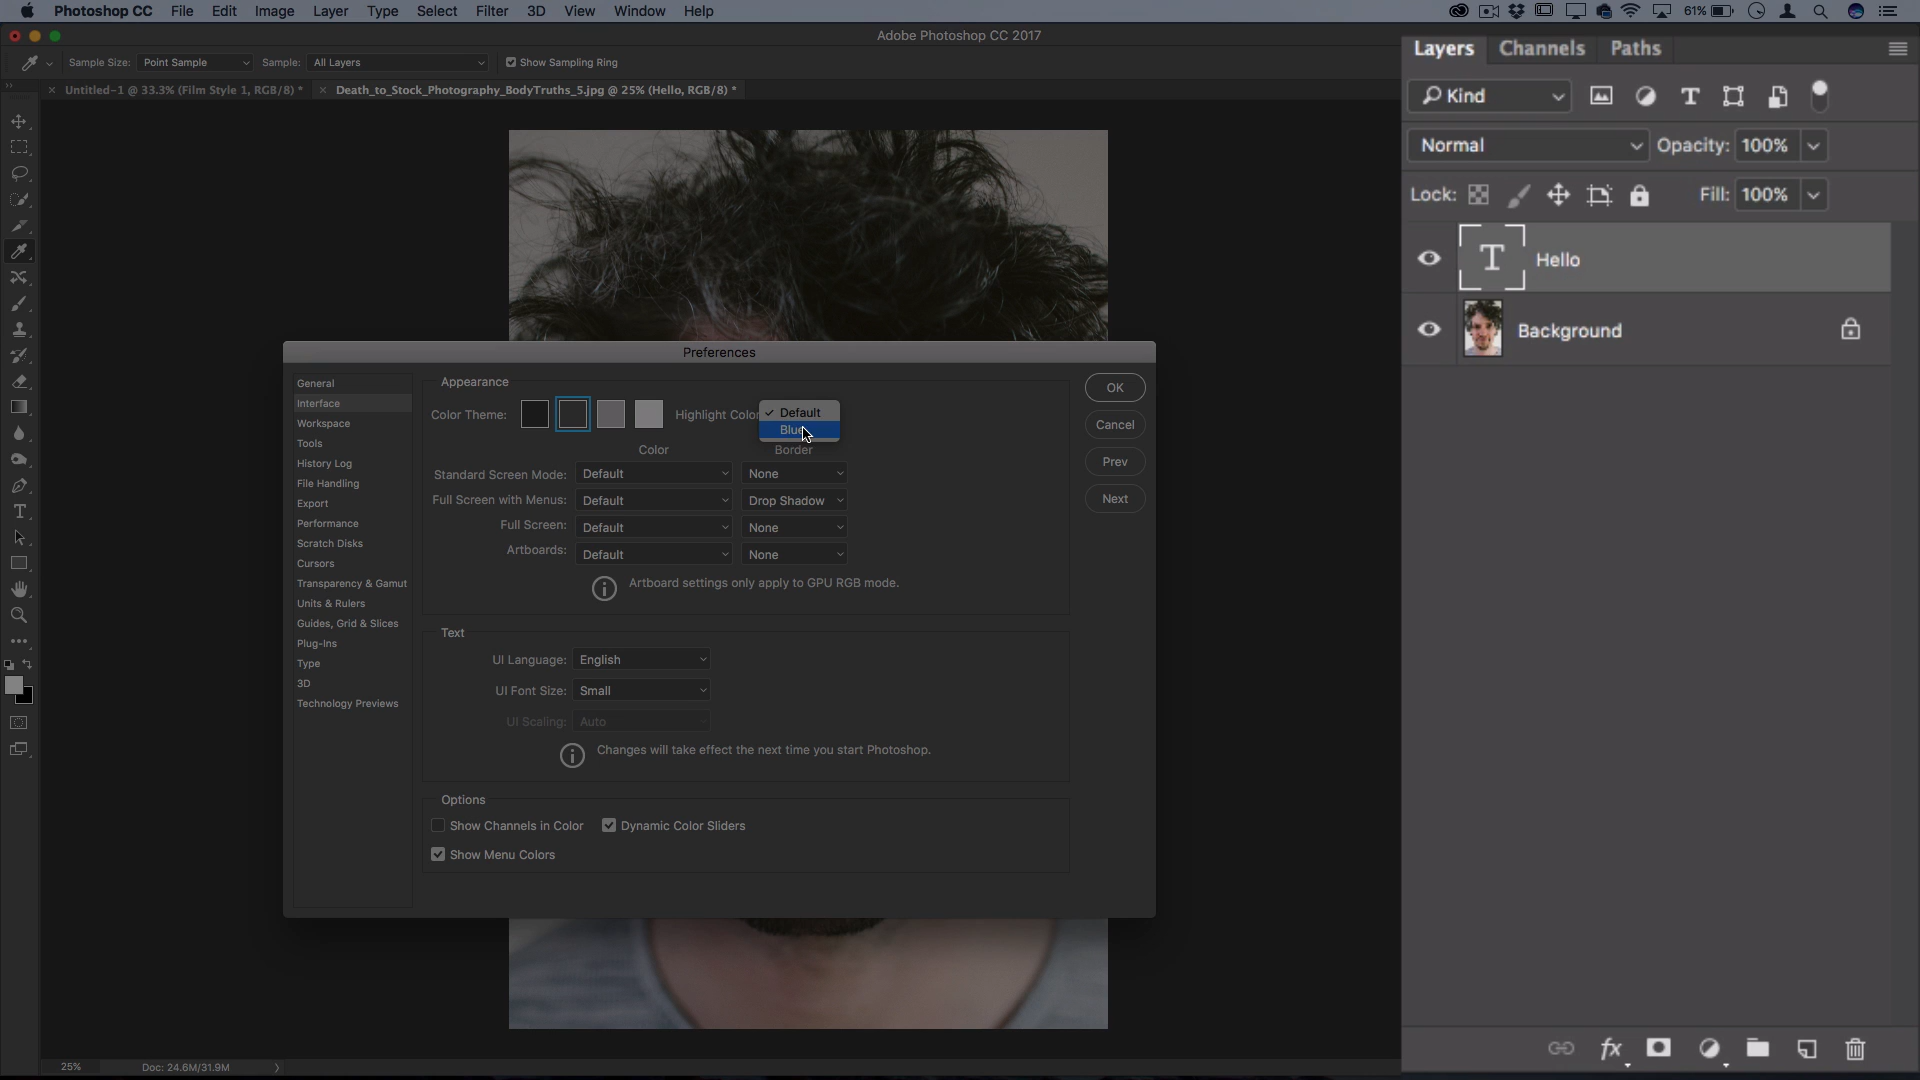 Photoshop CC File Edit Image Layer Type Select Filter 3D View Window Help 61%
Adobe Photoshop CC 2017
Sample Size: Point Sample Sample: All Layers Show Sampling Ring
Untitled-1 @ 33.3% (Film Style 1, RGB/8) * Death_to_Stock_Photography_BodyTruths_5.jpg @ 25% (Hello, RGB/8) *
Preferences
General
Interface
Workspace
Tools
History Log
File Handling
Export
Performance
Scratch Disks
Cursors
Transparency & Gamut
Units & Rulers
Guides, Grid & Slices
Plug-Ins
Type
3D
Technology Previews
Appearance
Color Theme: Highlight Color
Default
Blue
Color Border
Standard Screen Mode: Default None
Full Screen with Menus: Default Drop Shadow
Full Screen: Default None
Artboards: Default None
Artboard settings only apply to GPU RGB mode.
Text
UI Language: English
UI Font Size: Small
UI Scaling: Auto
Changes will take effect the next time you start Photoshop.
Options
Show Channels in Color Dynamic Color Sliders
Show Menu Colors
OK
Cancel
Prev
Next
25% Doc: 24.6M/31.9M
Layers Channels Paths
Kind
Normal Opacity: 100%
Lock: Fill: 100%
Hello
Background
fx